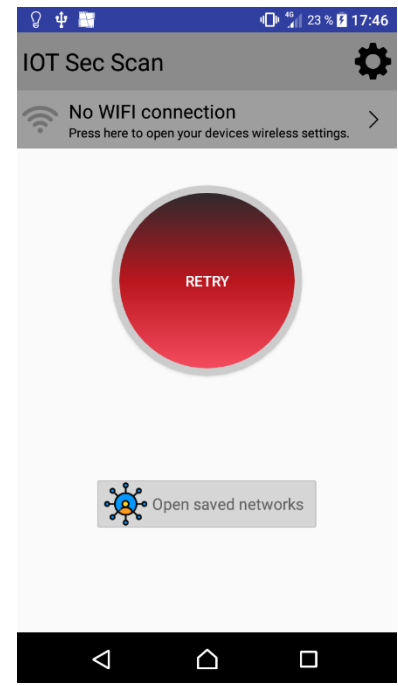 4G 23 % 17:46
IOT Sec Scan
No WIFI connection
Press here to open your devices wireless settings.
RETRY
Open saved networks